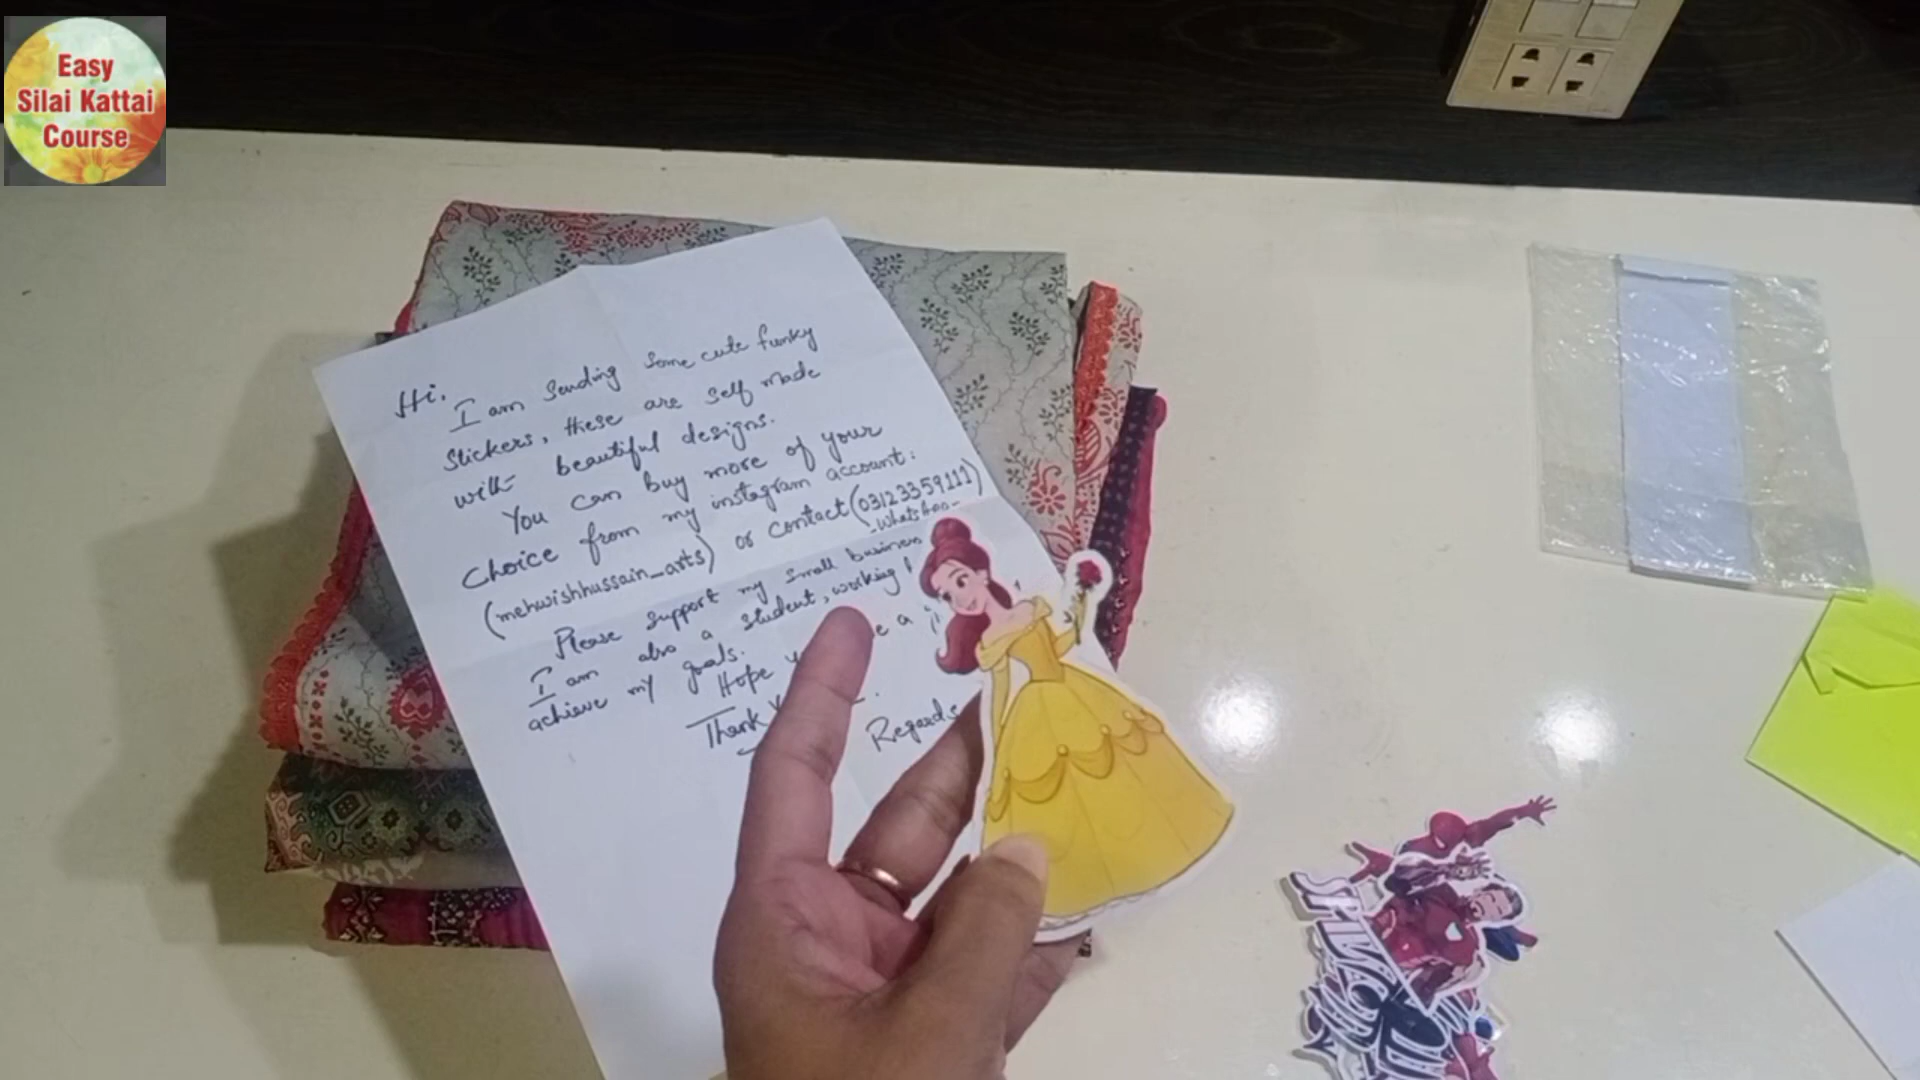 Easy
Silai Kattai
Course
Hi.
I am Sending Some cute funky
stickers, these are self made
with beautiful designs.
You can buy more of your
choice from my instagram account:
(mehwishhussain_arts) or contact (03123359111)
-WhatsApp-
Please support my small business
I am also a student, working
achieve my goals.
Hope
Thank
Regards
SPIDER